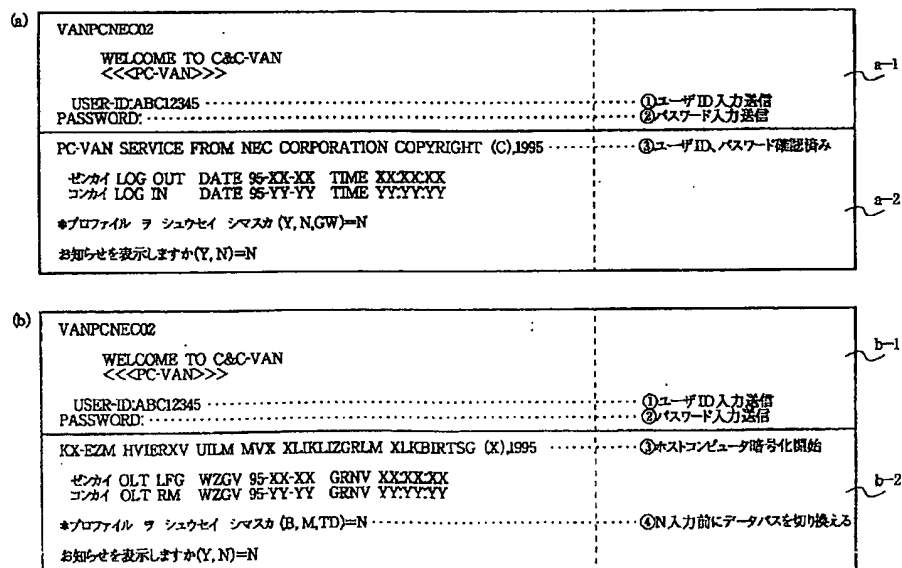 (a)
VANPCNEC02
WELCOME TO C&C-VAN
<<<PC-VAN>>>
a-1
USER-ID:ABC12345 ①ユーザID入力送信
PASSWORD: ②パスワード入力送信
PC-VAN SERVICE FROM NEC CORPORATION COPYRIGHT (C),1995 ③ユーザID、パスワード確認済み
ゼンカイ LOG OUT DATE 95-XX-XX TIME XX:XX:XX
コンカイ LOG IN DATE 95-YY-YY TIME YY:YY:YY
a-2
*プロファイル ヲ シュウセイ シマスカ (Y, N,GW)=N
お知らせを表示しますか(Y, N)=N
(b)
VANPCNEC02
b-1
WELCOME TO C&C-VAN
<<<PC-VAN>>>
USER-ID:ABC12345 ①ユーザID入力送信
PASSWORD: ②パスワード入力送信
KX-EZM HVIERXV UILM MVX XLIKLIZGRLM XLKBIRTSG (X),1995 ③ホストコンピュータ暗号化開始
ゼンカイ OLT LFG WZGV 95-XX-XX GRNV XX:XX:XX
コンカイ OLT RM WZGV 95-YY-YY GRNV YY:YY:YY
b-2
*プロファイル ヲ シュウセイ シマスカ (B, M,TD)=N ④N入力前にデータパスを切り換える
お知らせを表示しますか(Y, N)=N